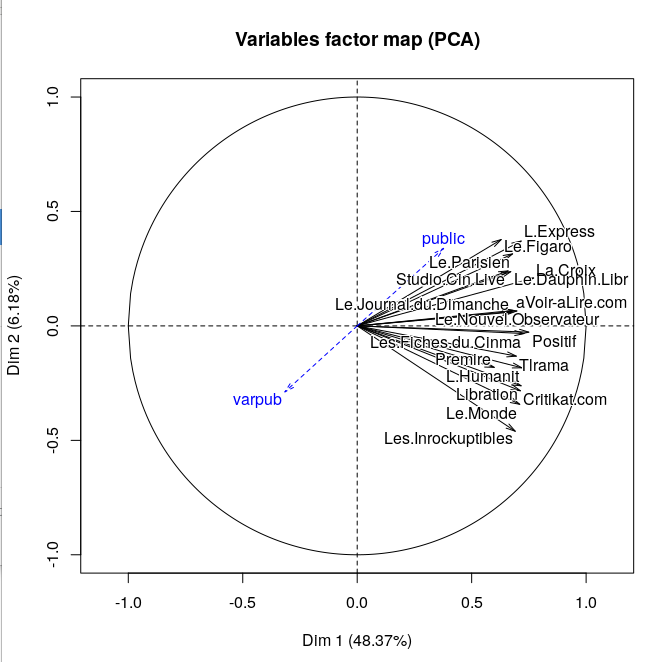 Variables factor map (PCA)
1.0
0.5
0.0
-0.5
-1.0
Dim 2 (6.18%)
public
L.Express
Le.Figaro
Le.Parisien
La Croix
Studio.Cin.Live
Le.Dauphin.Libr
Le.Journal.du.Dimanche
aVoir-aLire.com
Le.Nouvel.Observateur
Les.Fiches.du.Cinma
Positif
Premire
Tlrama
L.Humanit
Libration
Critikat.com
varpub
Le.Monde
Les.Inrockuptibles
-1.0
-0.5
0.0
0.5
1.0
Dim 1 (48.37%)